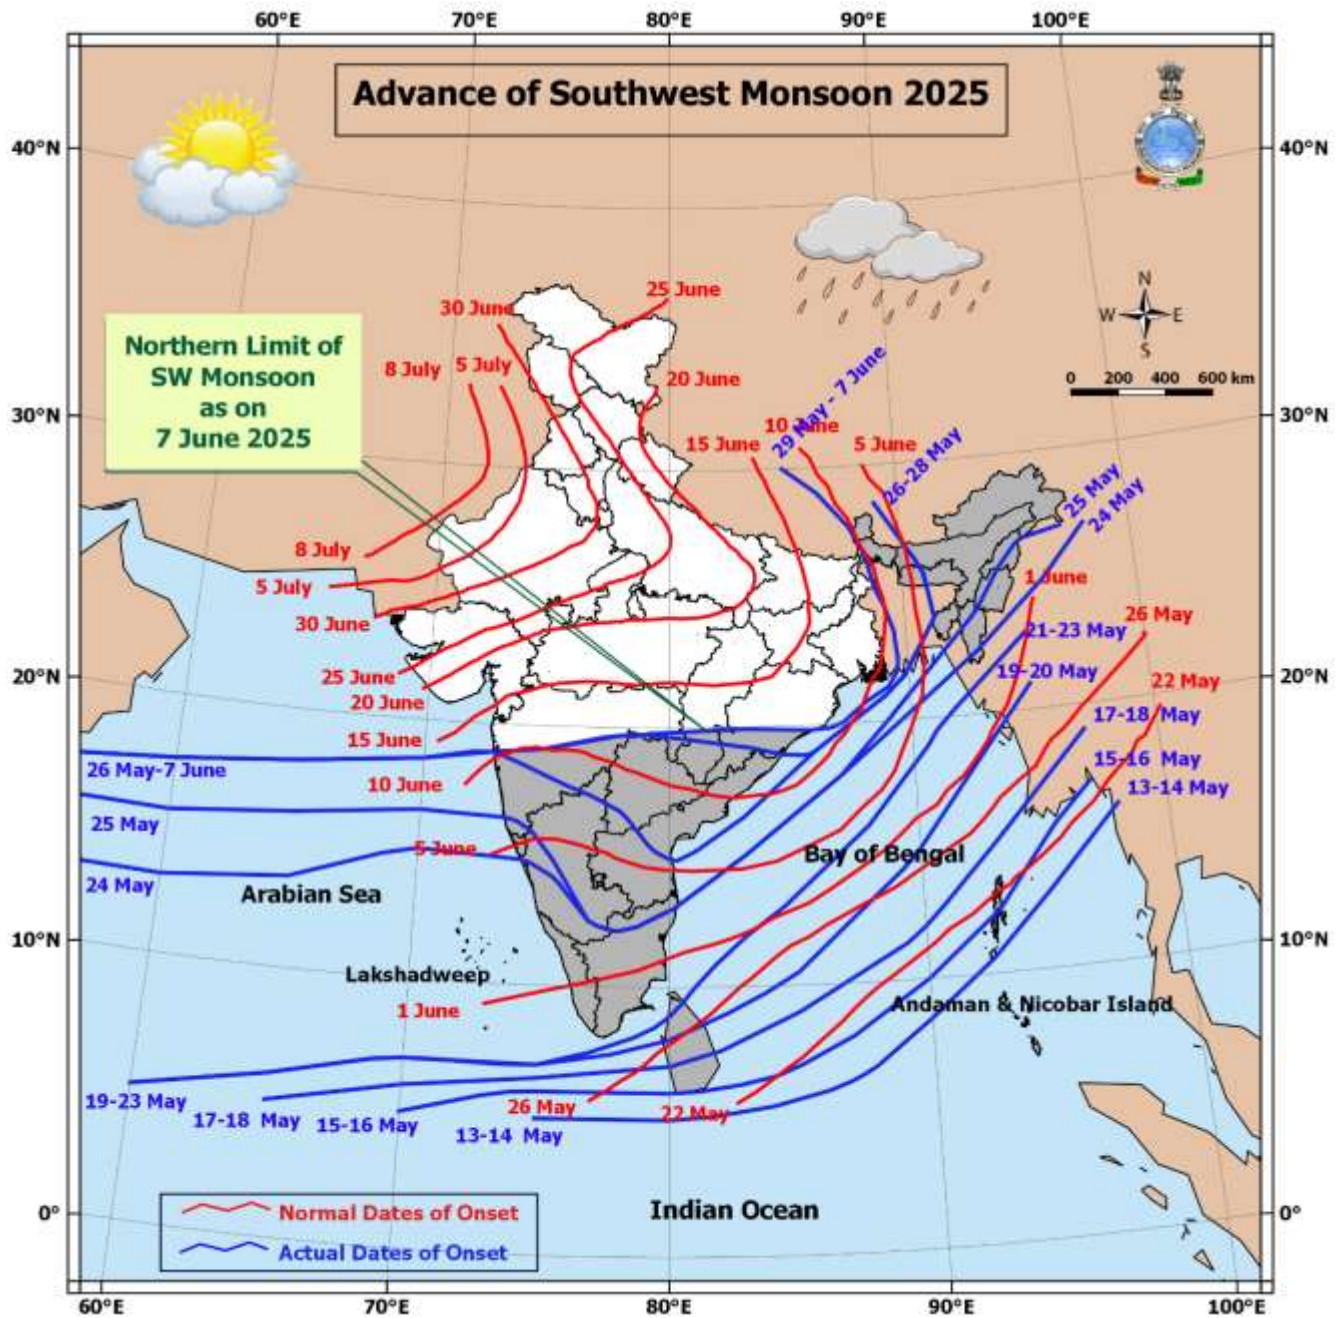 60°E 70°E 80°E 90°E 100°E
Advance of Southwest Monsoon 2025
40°N 40°N
N
W E
S
25 June
30 June
Northern Limit of
SW Monsoon
as on
7 June 2025
8 July 5 July
20 June
29 May - 7 June
0 200 400 600 km
30°N 30°N
10 June
15 June
5 June
26-28 May
25 May
24 May
8 July
5 July
1 June
30 June
26 May
21-23 May
19-20 May
25 June
20°N 20°N
22 May
20 June
17-18 May
15 June
15-16 May
26 May-7 June
10 June
13-14 May
25 May
5 June
Bay of Bengal
24 May
Arabian Sea
10°N 10°N
Lakshadweep
Andaman & Nicobar Island
1 June
19-23 May
17-18 May
15-16 May
13-14 May
26 May
22 May
0° 0°
Normal Dates of Onset
Indian Ocean
Actual Dates of Onset
60°E 70°E 80°E 90°E 100°E